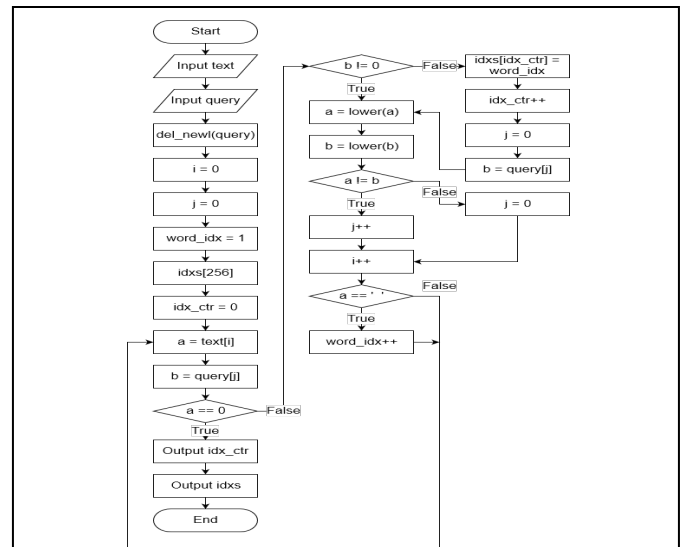 Start
Input text
Input query
del_newl(query)
i = 0
j = 0
word_idx = 1
idxs[256]
idx_ctr = 0
a = text[i]
b = query[j]
a == 0
False
True
Output idx_ctr
Output idxs
End
b != 0
False
True
a = lower(a)
b = lower(b)
a != b
False
True
j++
i++
a == ' '
False
True
word_idx++
idxs[idx_ctr] =
word_idx
idx_ctr++
j = 0
b = query[j]
j = 0